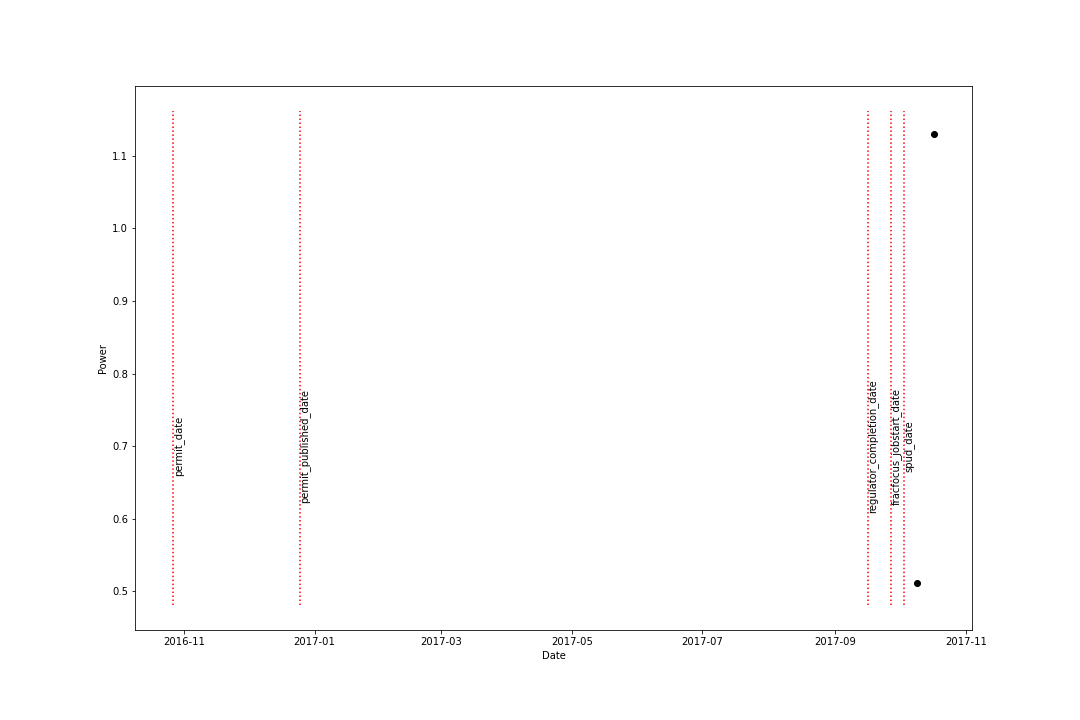 1.1
1.0
0.9
0.8
0.7
0.6
0.5
Power
permit_date
permit_published_date
regulator_completion_date
fracfocus_jobstart_date
spud_date
2016-11
2017-01
2017-03
2017-05
2017-07
2017-09
2017-11
Date